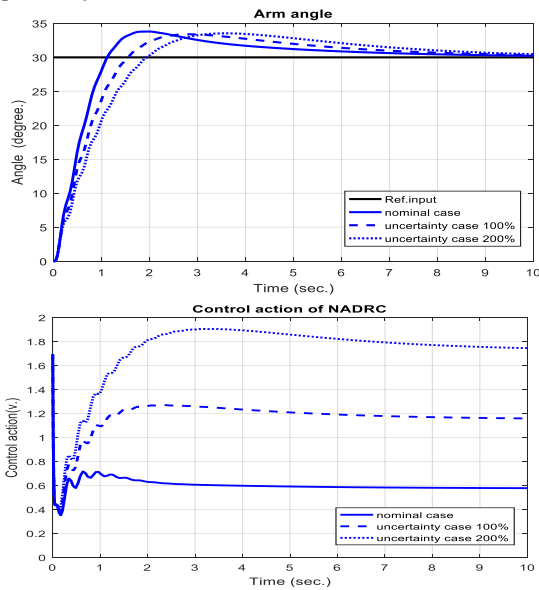 Arm angle
35
30
25
20
15
10
5
0
Angle (degree.)
Ref.input
nominal case
uncertainty case 100%
uncertainty case 200%
0 1 2 3 4 5 6 7 8 9 10
Time (sec.)
Control action of NADRC
2
1.8
1.6
1.4
1.2
1
0.8
0.6
0.4
0.2
0
Control action(v.)
nominal case
uncertainty case 100%
uncertainty case 200%
0 1 2 3 4 5 6 7 8 9 10
Time (sec.)